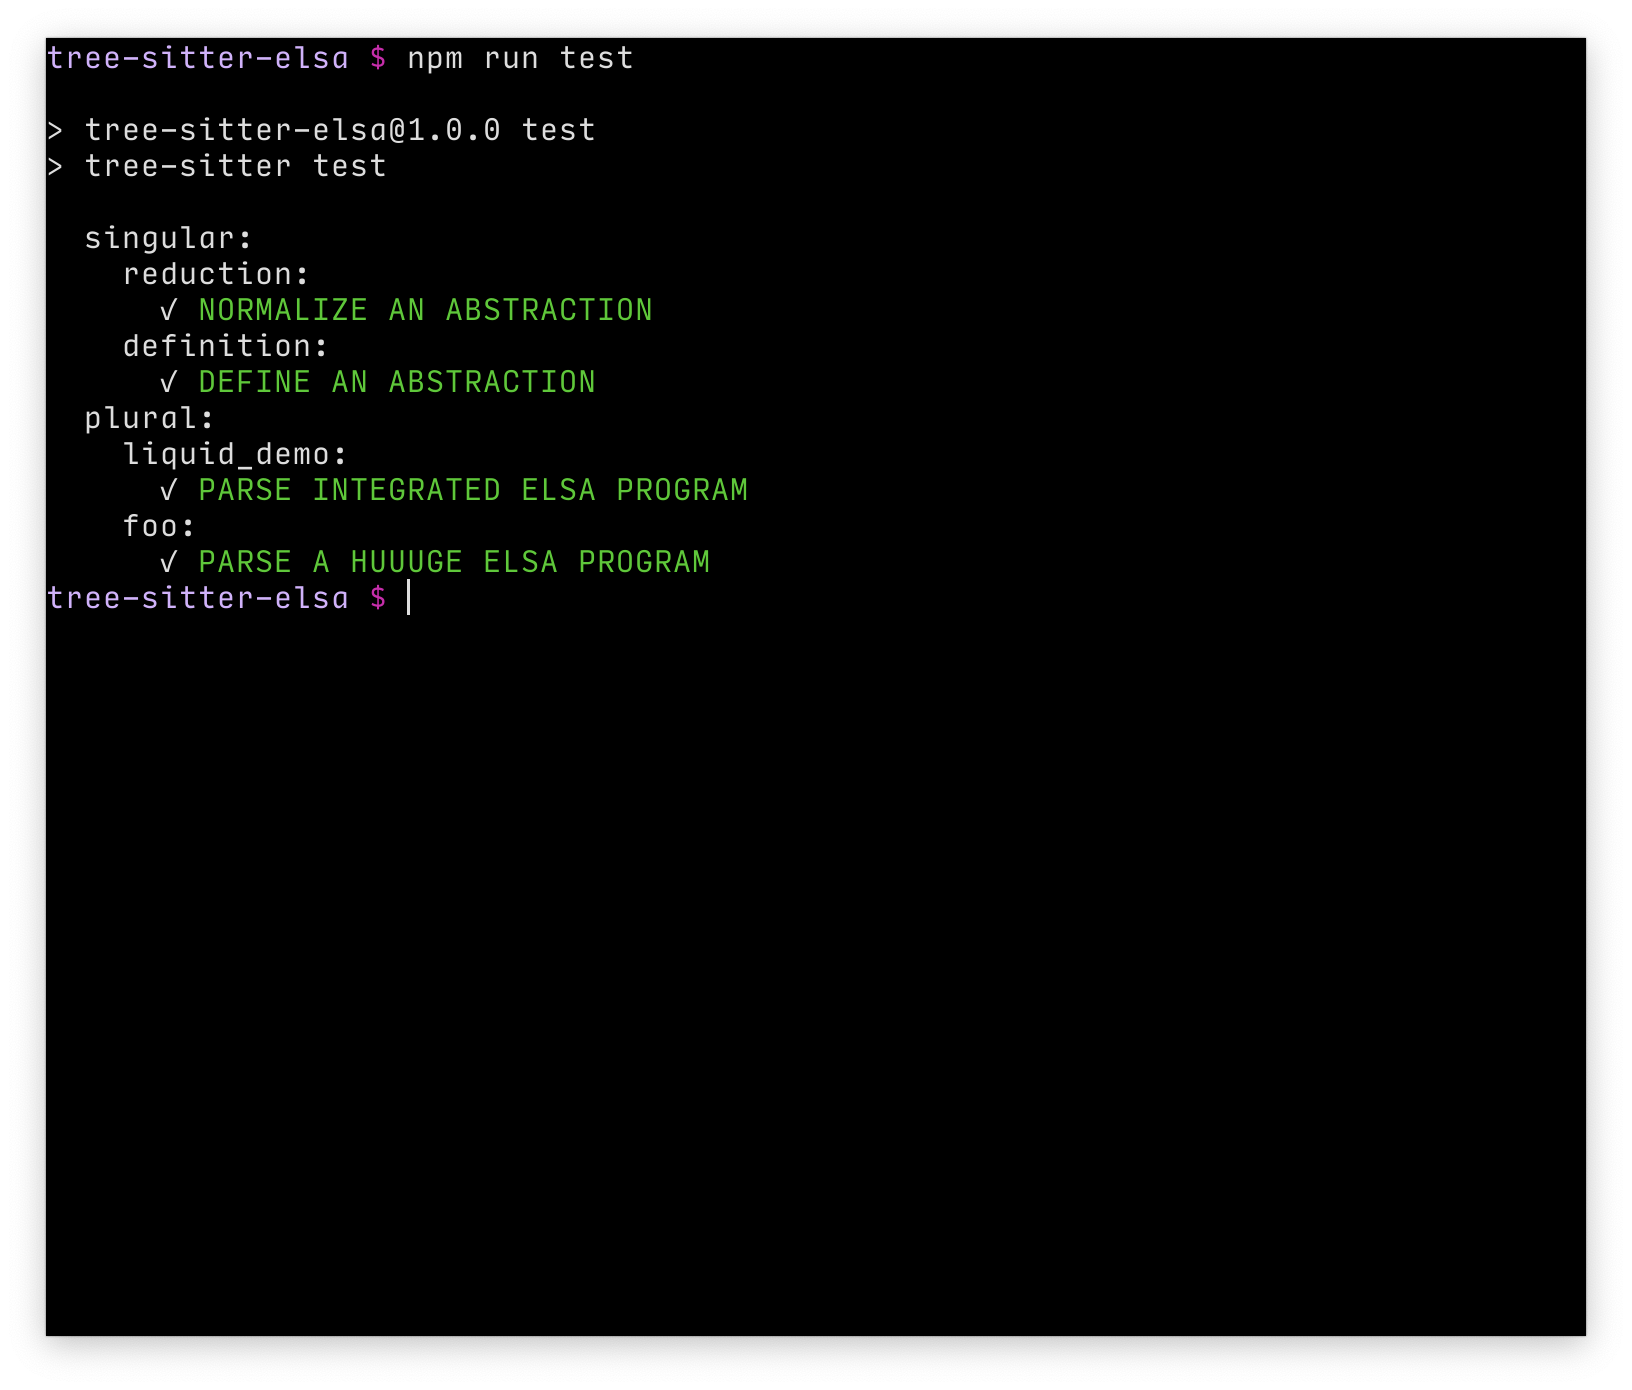 tree-sitter-elsa $ npm run test
> tree-sitter-elsa@1.0.0 test
> tree-sitter test
singular:
reduction:
✓ NORMALIZE AN ABSTRACTION
definition:
✓ DEFINE AN ABSTRACTION
plural:
liquid_demo:
✓ PARSE INTEGRATED ELSA PROGRAM
foo:
✓ PARSE A HUUUGE ELSA PROGRAM
tree-sitter-elsa $